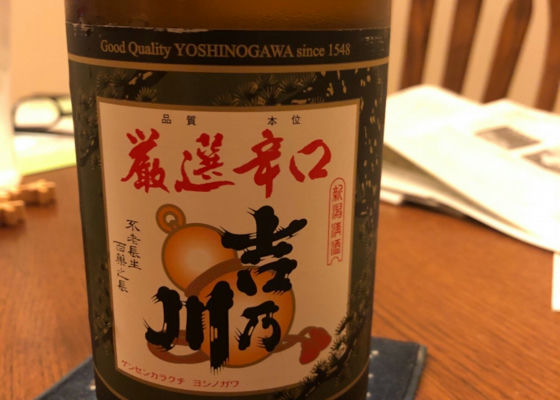 Good Quality YOSHINOGAWA since 1548
品質 本位
厳選辛口
新潟清酒
吉乃川
不老長生
百薬之長
ゲンセンカラクチ ヨシノガワ